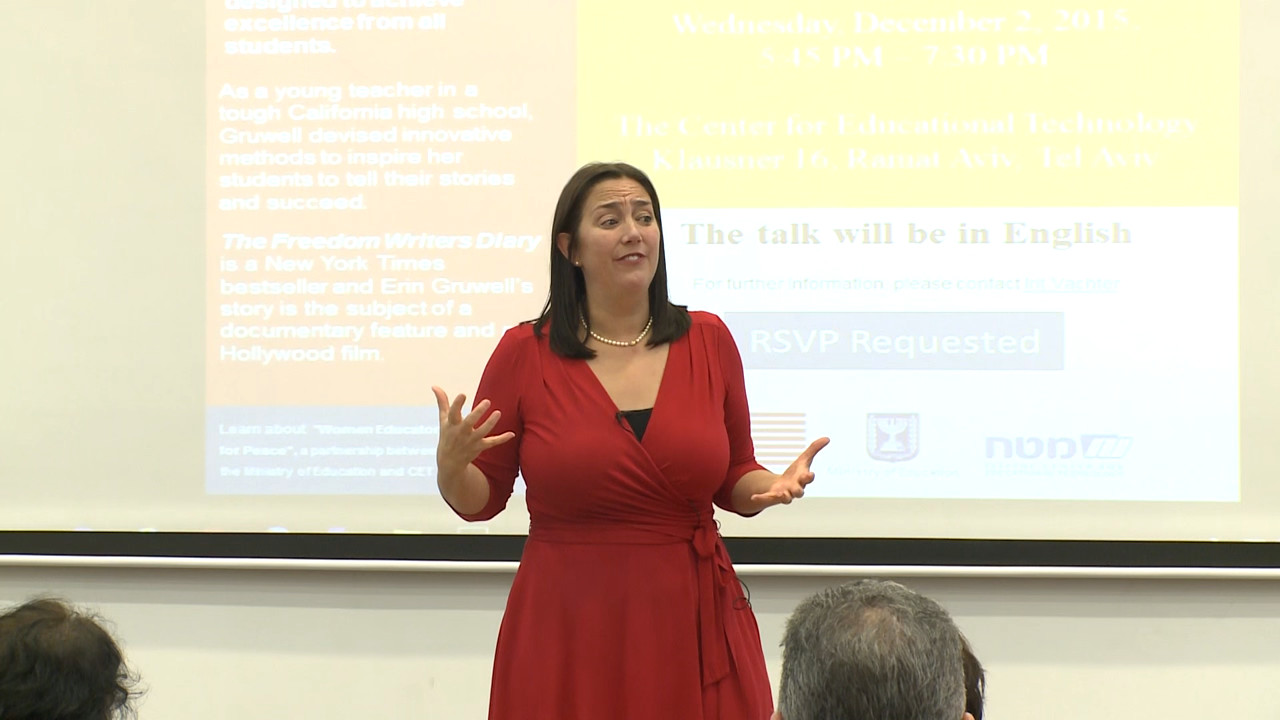 designed to achieve
excellence from all
students.
As a young teacher in a
tough California high school,
Gruwell devised innovative
methods to inspire her
students to tell their stories
and succeed.
The Freedom Writers Diary
is a New York Times
bestseller and Erin Gruwell's
story is the subject of a
documentary feature and
Hollywood film.
Learn about "Women Educato
for Peace", a partnership betwee
the Ministry of Education and CET
Wednesday, December 2, 2015.
5:45 PM – 7:30 PM
The Center for Educational Technology
Klausner 16, Ramat Aviv, Tel Aviv
The talk will be in English
For further information, please contact
RSVP Requested
מטח